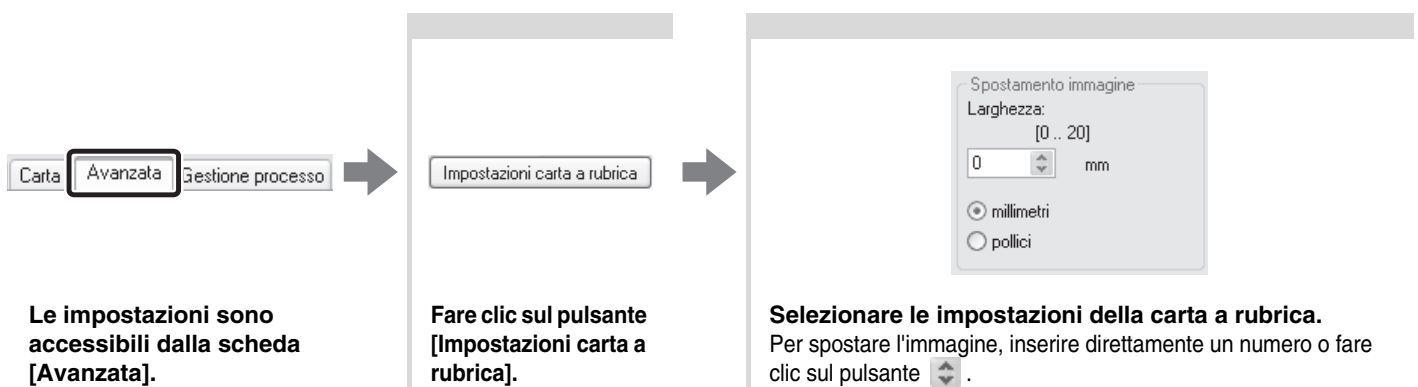 Carta Avanzata Gestione processo
Le impostazioni sono
accessibili dalla scheda
[Avanzata].
Impostazioni carta a rubrica
Fare clic sul pulsante
[Impostazioni carta a
rubrica].
Spostamento immagine
Larghezza:
[0 .. 20]
0 mm
millimetri
pollici
Selezionare le impostazioni della carta a rubrica.
Per spostare l'immagine, inserire direttamente un numero o fare
clic sul pulsante .